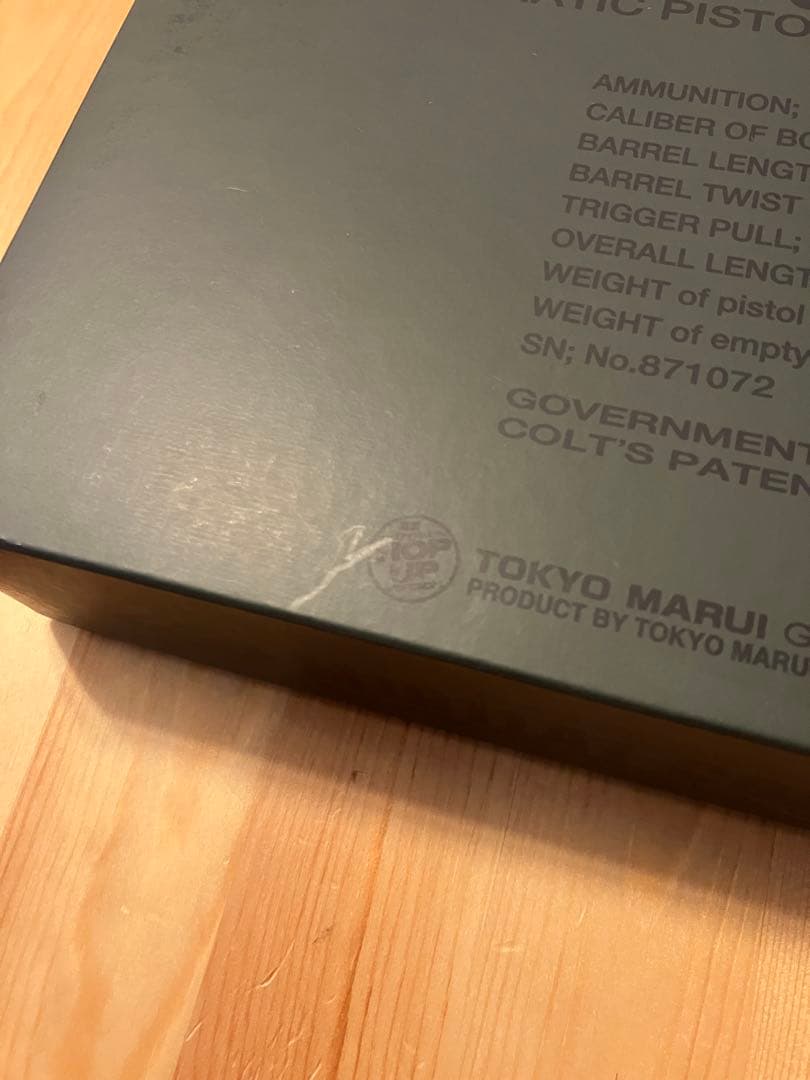 PISTO
AMMUNITION;
CALIBER OF BO
BARREL LENGT
BARREL TWIST
TRIGGER PULL;
OVERALL LENGT
WEIGHT of pistol
WEIGHT of empty
SN; No.871072
GOVERNMENT
COLT'S PATEN
TOP
UP
TOKYO MARUI G
PRODUCT BY TOKYO MARU